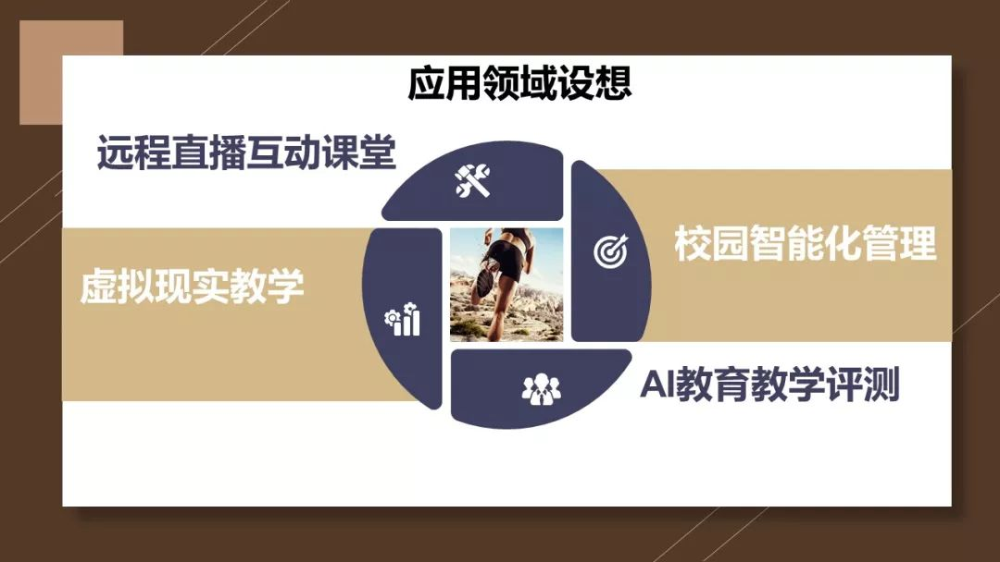 应用领域设想
远程直播互动课堂
校园智能化管理
虚拟现实教学
AI教育教学评测